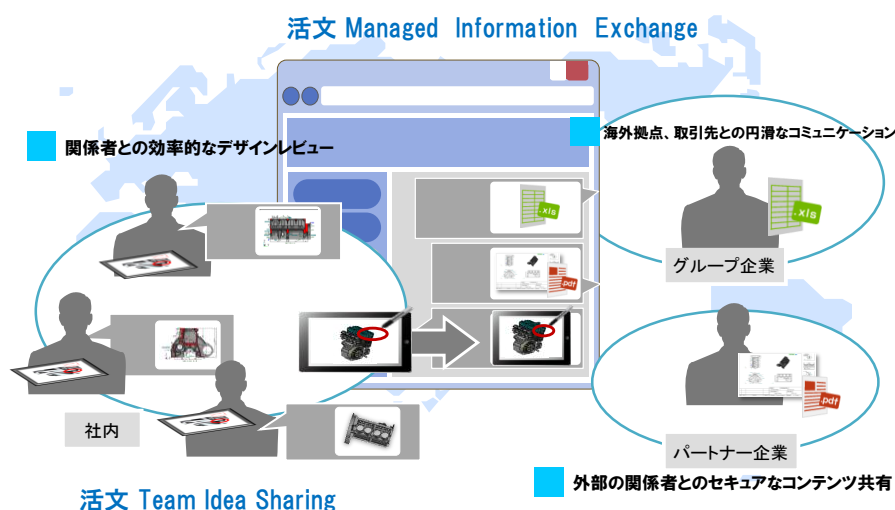 活文 Managed Information Exchange
関係者との効率的なデザインレビュー
海外拠点、取引先との円滑なコミュニケーション
.xls
.xls
グループ企業
.pdf
.pdf
社内
パートナー企業
外部の関係者とのセキュアなコンテンツ共有
活文 Team Idea Sharing